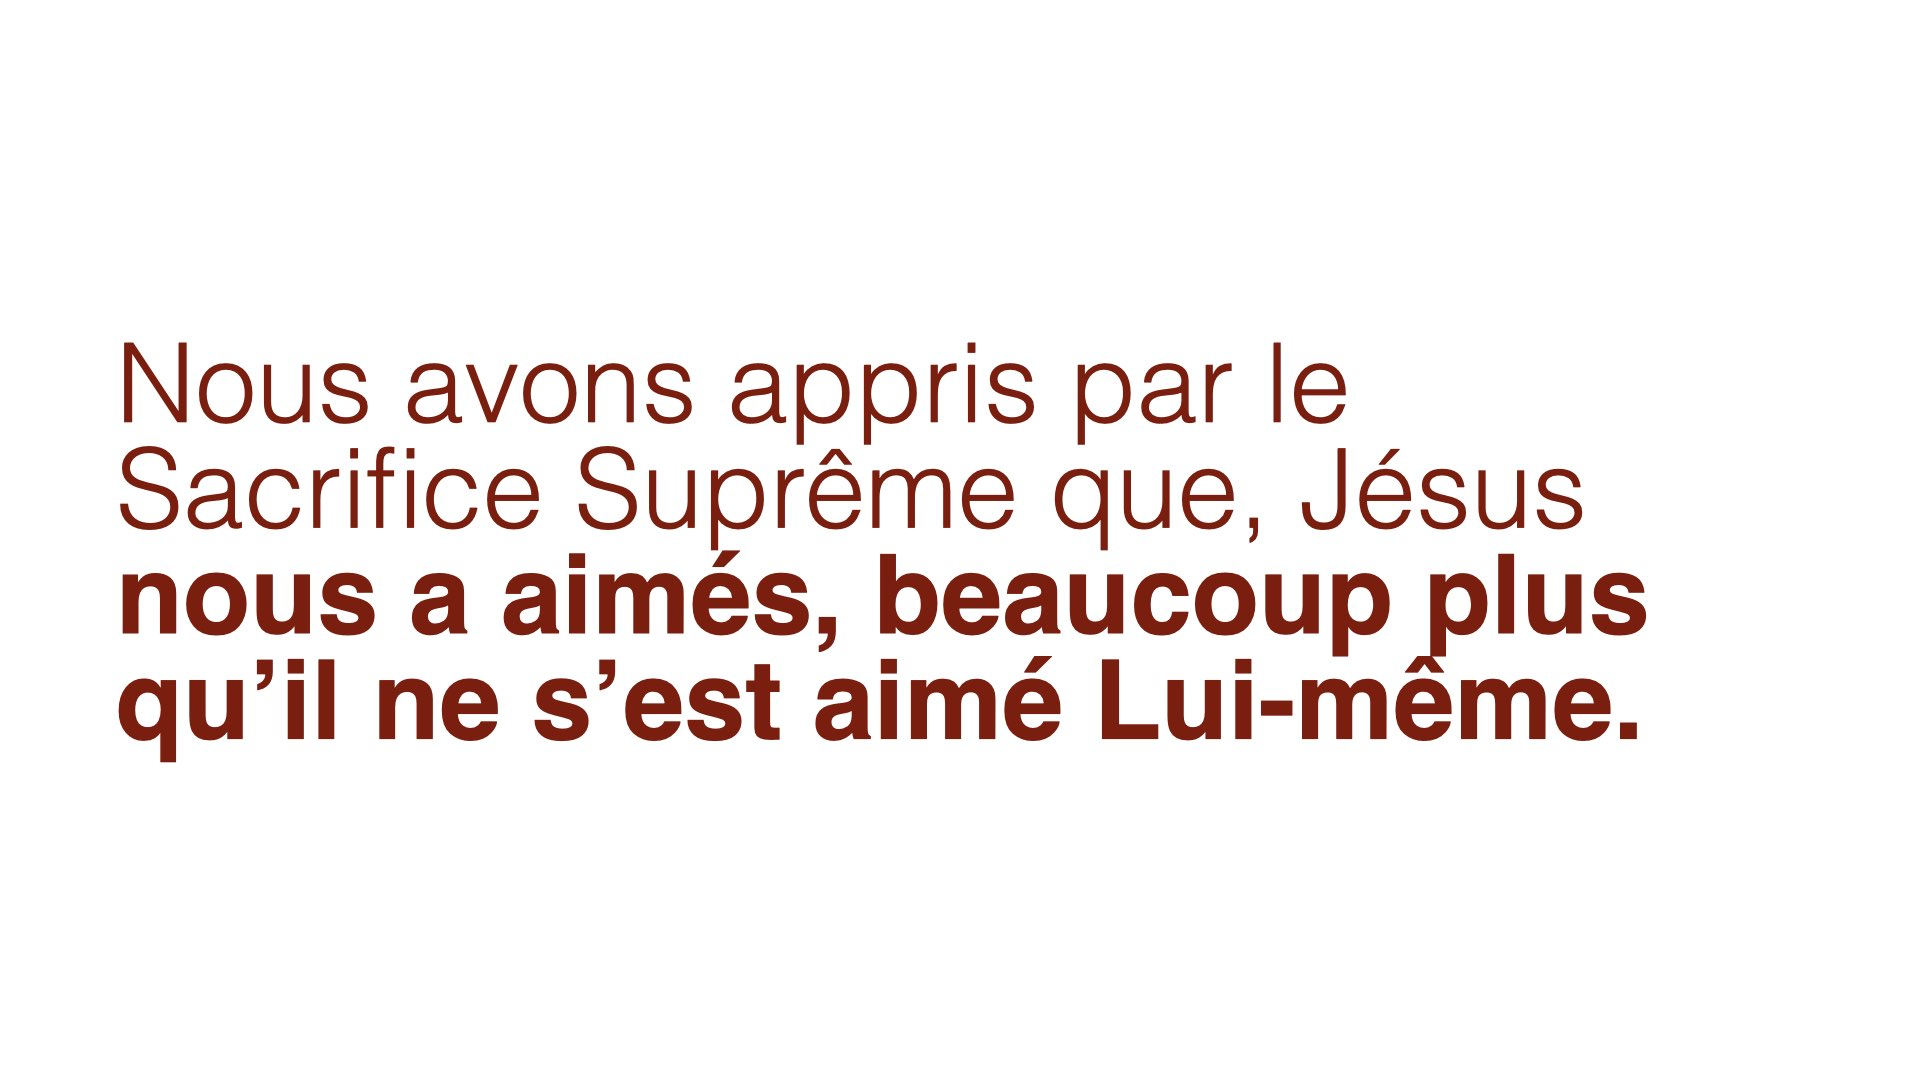 Nous avons appris par le
Sacrifice Suprême que, Jésus
nous a aimés, beaucoup plus
qu’il ne s’est aimé Lui-même.